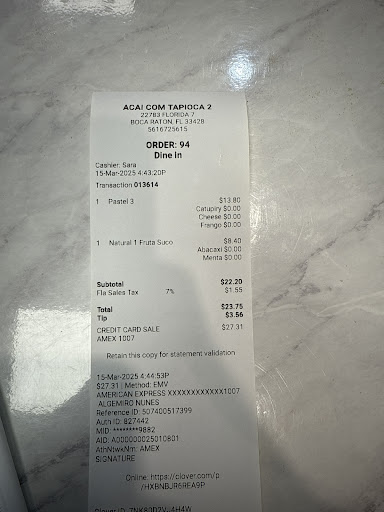 ACAI COM TAPIOCA 2
22783 FLORIDA 7
BOCA RATON, FL 33428
5616725615
ORDER: 94
Dine In
Cashier: Sara
15-Mar-2025 4:43:20P
Transaction 013614
1 Pastel 3 $13.80
Catupiry $0.00
Cheese $0.00
Frango $0.00
1 Natural 1 Fruta Suco $8.40
Abacaxi $0.00
Menta $0.00
Subtotal $22.20
Fla Sales Tax 7% $1.55
Total $23.75
Tip $3.56
CREDIT CARD SALE $27.31
AMEX 1007
Retain this copy for statement validation
15-Mar-2025 4:44:53P
$27.31 | Method: EMV
AMERICAN EXPRESS XXXXXXXXXXX1007
ALGEMIRO NUNES
Reference ID: 507400517399
Auth ID: 827442
MID: ********9882
AID: A000000025010801
AthNtwkNm: AMEX
SIGNATURE
Online: https://clover.com/p
/HXBNBJR6REA9P
Clover ID: